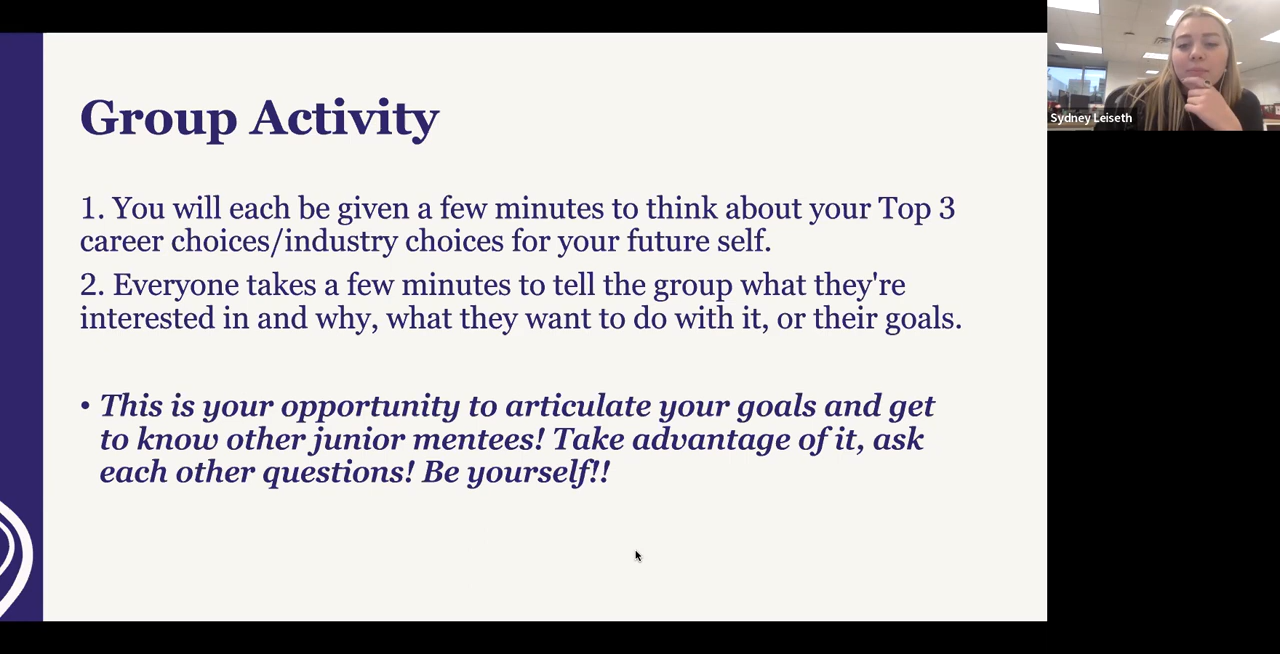 Group Activity
1. You will each be given a few minutes to think about your Top 3
career choices/industry choices for your future self.
2. Everyone takes a few minutes to tell the group what they're
interested in and why, what they want to do with it, or their goals.
• This is your opportunity to articulate your goals and get
to know other junior mentees! Take advantage of it, ask
each other questions! Be yourself!!
Sydney Leiseth